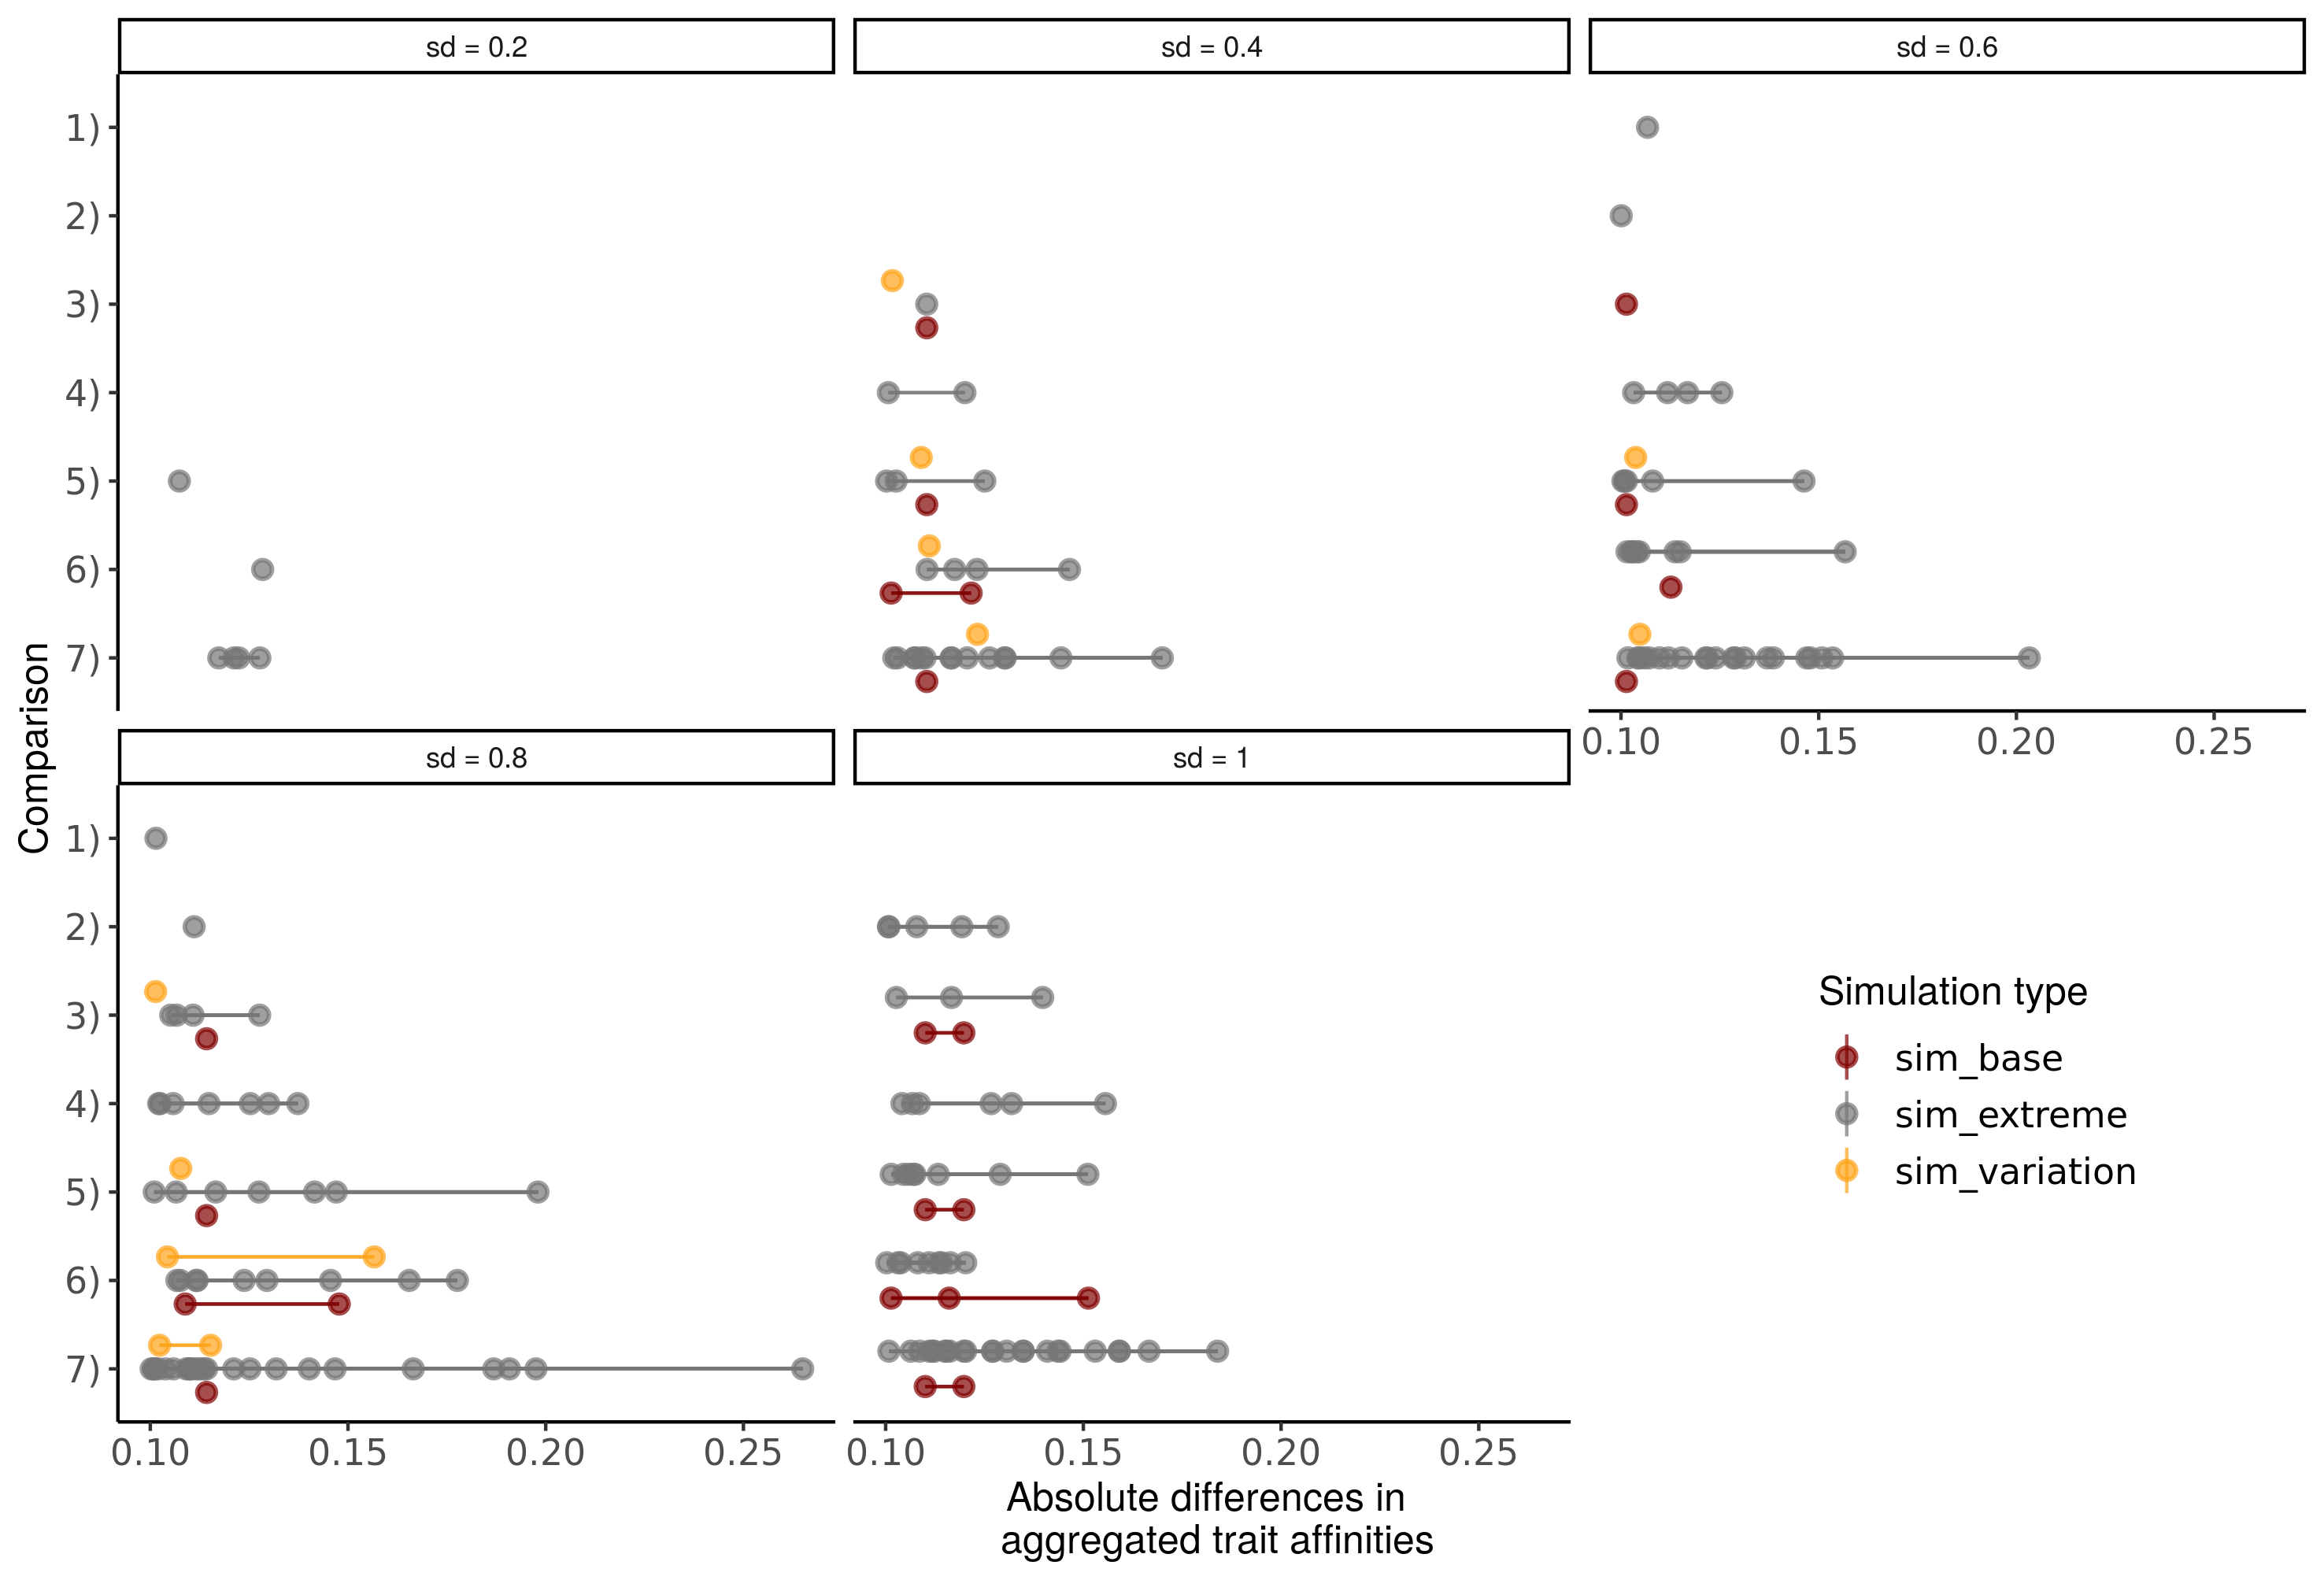 sd = 0.2
sd = 0.4
sd = 0.6
1)
2)
3)
4)
5)
6)
7)
0.10 0.15 0.20 0.25
Comparison
sd = 0.8
sd = 1
1)
2)
3)
4)
5)
6)
7)
0.10 0.15 0.20 0.25
0.10 0.15 0.20 0.25
Absolute differences in
aggregated trait affinities
Simulation type
sim_base
sim_extreme
sim_variation